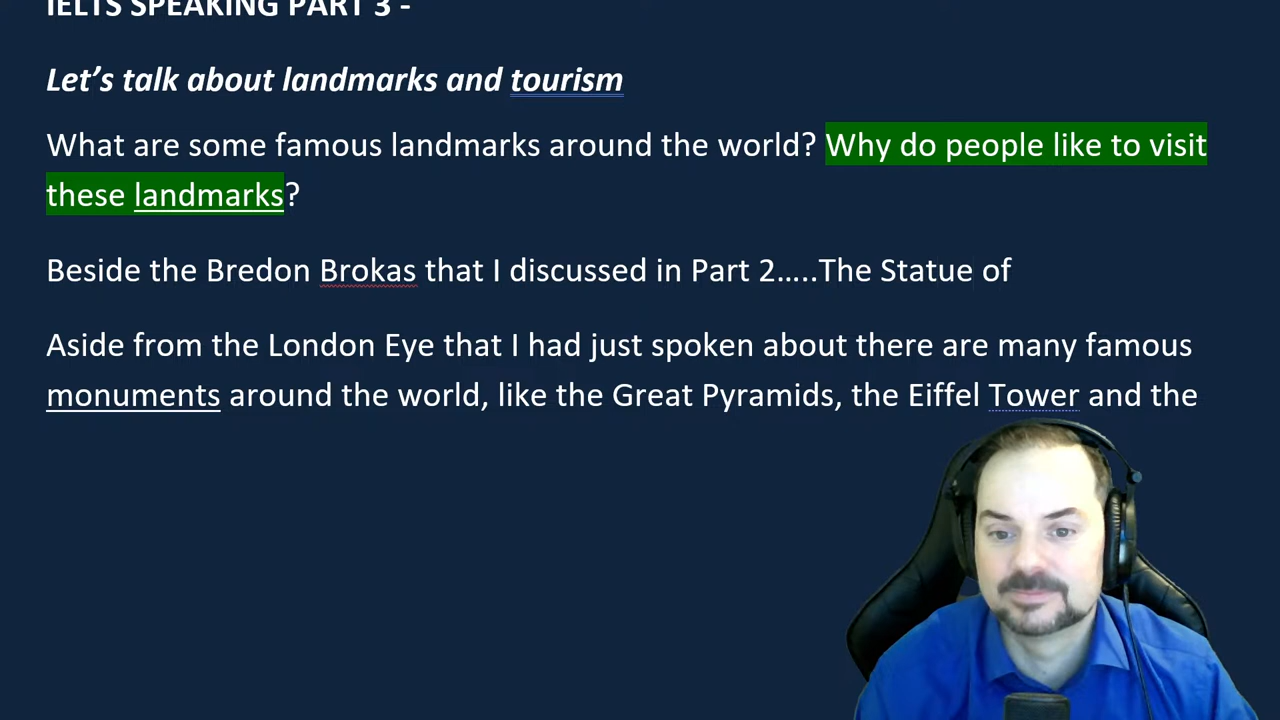 IELTS SPEAKING PART 3 -
Let’s talk about landmarks and tourism
What are some famous landmarks around the world? Why do people like to visit
these landmarks?
Beside the Bredon Brokas that I discussed in Part 2…..The Statue of
Aside from the London Eye that I had just spoken about there are many famous
monuments around the world, like the Great Pyramids, the Eiffel Tower and the